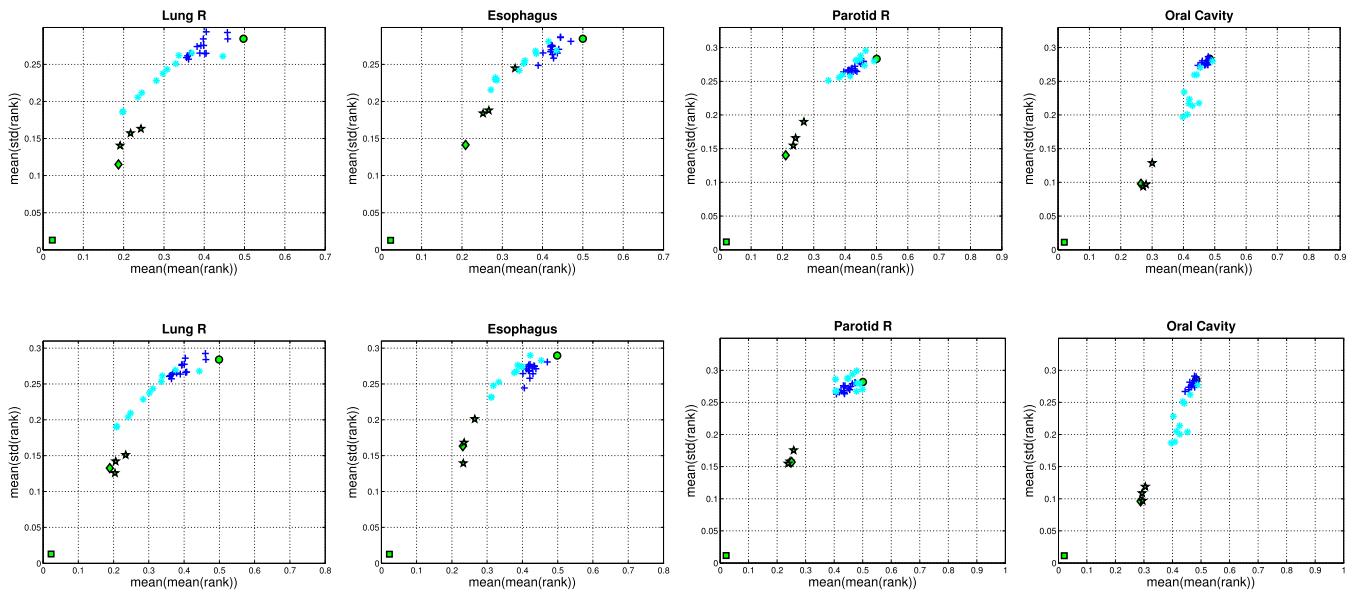 Lung R Esophagus Parotid R Oral Cavity
mean(std(rank)) mean(std(rank)) mean(std(rank)) mean(std(rank))
0.25 0.25 0.3 0.3
0.2 0.2 0.25 0.25
0.15 0.15 0.2 0.2
0.1 0.1 0.15 0.15
0.05 0.05 0.1 0.1
0 0 0.05 0.05
0 0
0 0.1 0.2 0.3 0.4 0.5 0.6 0.7 0 0.1 0.2 0.3 0.4 0.5 0.6 0.7 0 0.1 0.2 0.3 0.4 0.5 0.6 0.7 0.8 0.9 0 0.1 0.2 0.3 0.4 0.5 0.6 0.7 0.8 0.9
mean(mean(rank)) mean(mean(rank)) mean(mean(rank)) mean(mean(rank))
Lung R Esophagus Parotid R Oral Cavity
mean(std(rank)) mean(std(rank)) mean(std(rank)) mean(std(rank))
0.3 0.3 0.3 0.3
0.25 0.25 0.25 0.25
0.2 0.2 0.2 0.2
0.15 0.15 0.15 0.15
0.1 0.1 0.1 0.1
0.05 0.05 0.05 0.05
0 0 0 0
0 0.1 0.2 0.3 0.4 0.5 0.6 0.7 0.8 0 0.1 0.2 0.3 0.4 0.5 0.6 0.7 0.8 0 0.1 0.2 0.3 0.4 0.5 0.6 0.7 0.8 0.9 1 0 0.1 0.2 0.3 0.4 0.5 0.6 0.7 0.8 0.9 1
mean(mean(rank)) mean(mean(rank)) mean(mean(rank)) mean(mean(rank))